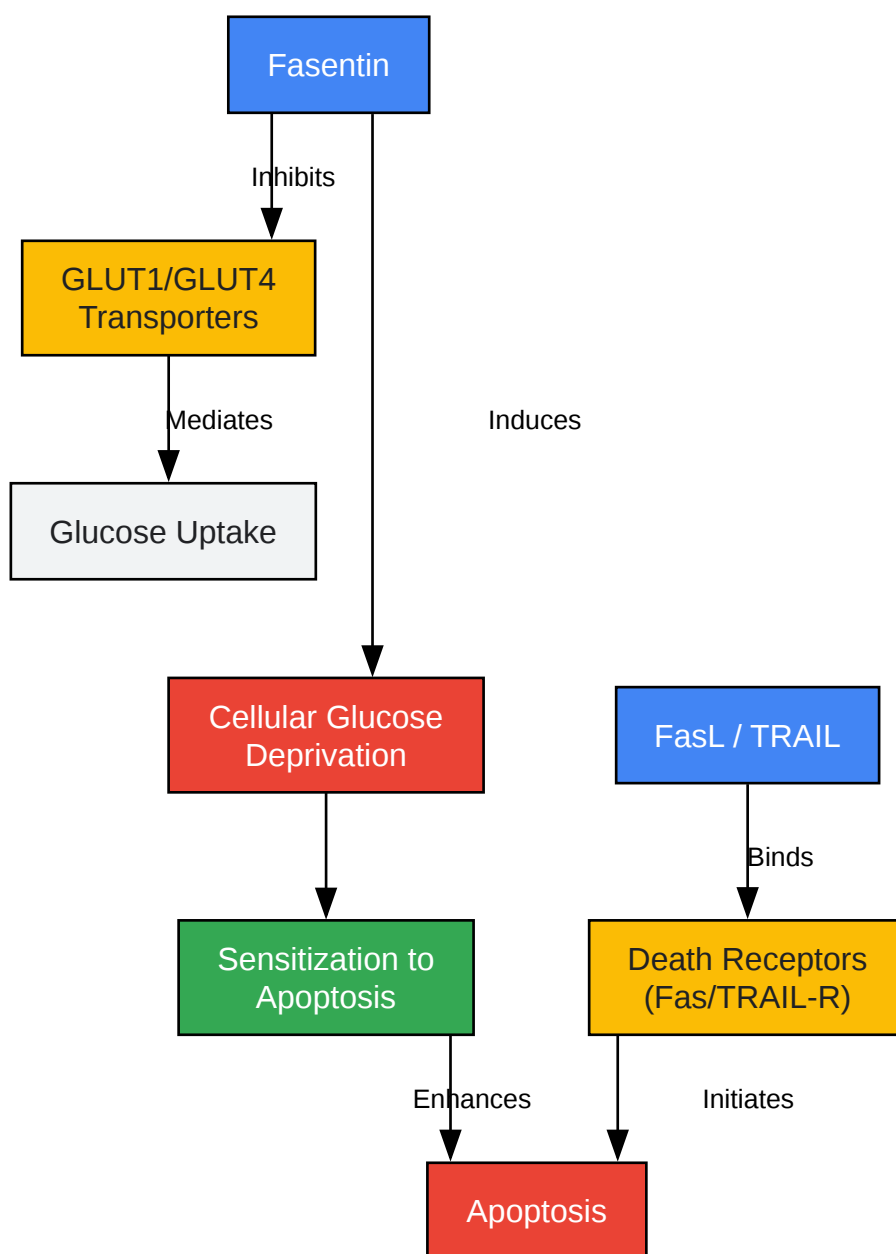 Fasentin
Inhibits
GLUT1/GLUT4
Transporters
Mediates
Induces
Glucose Uptake
Cellular Glucose
Deprivation
FasL / TRAIL
Binds
Sensitization to
Apoptosis
Death Receptors
(Fas/TRAIL-R)
Enhances
Initiates
Apoptosis